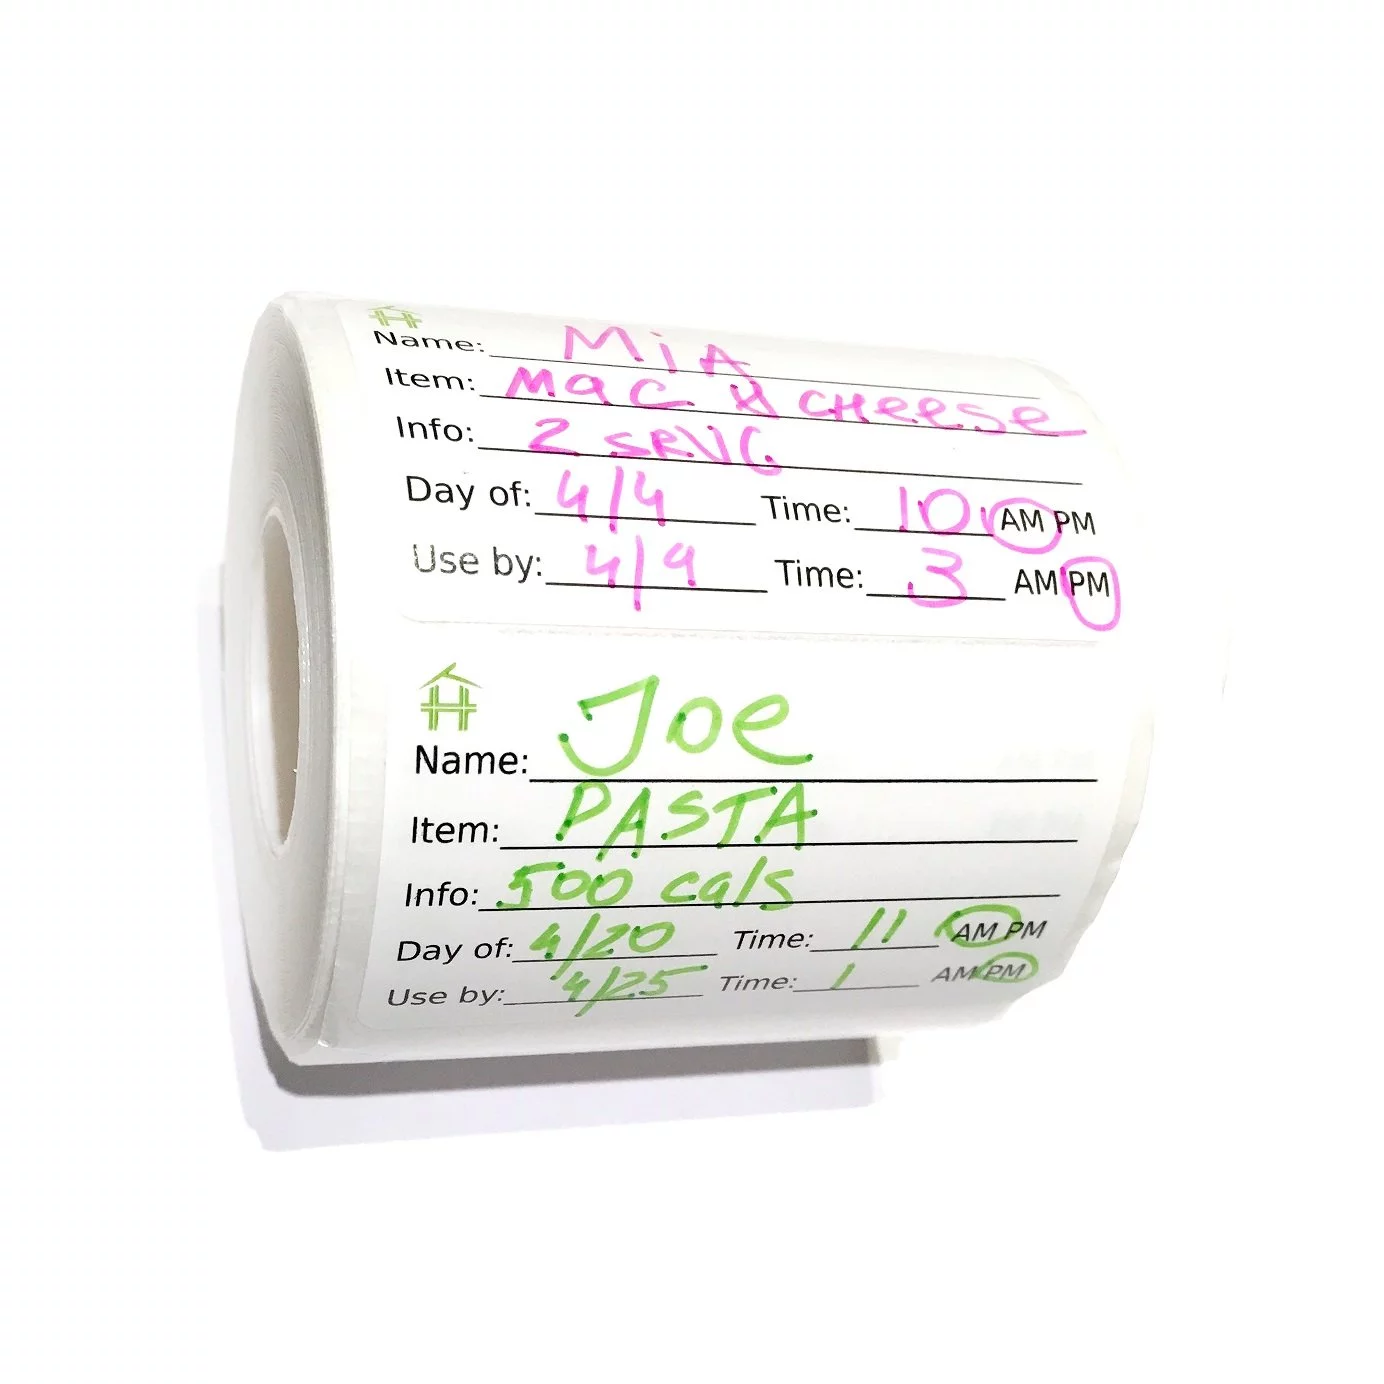 Name: MiA
Item: Mac & CHeese
Info: 2 SRVG
Day of: 4/4 Time: 10 AM PM
Use by: 4/9 Time: 3 AM PM
Name: Joe
Item: PASTA
Info: 500 cals
Day of: 4/20 Time: 11 AM PM
Use by: 4/25 Time: 1 AM PM